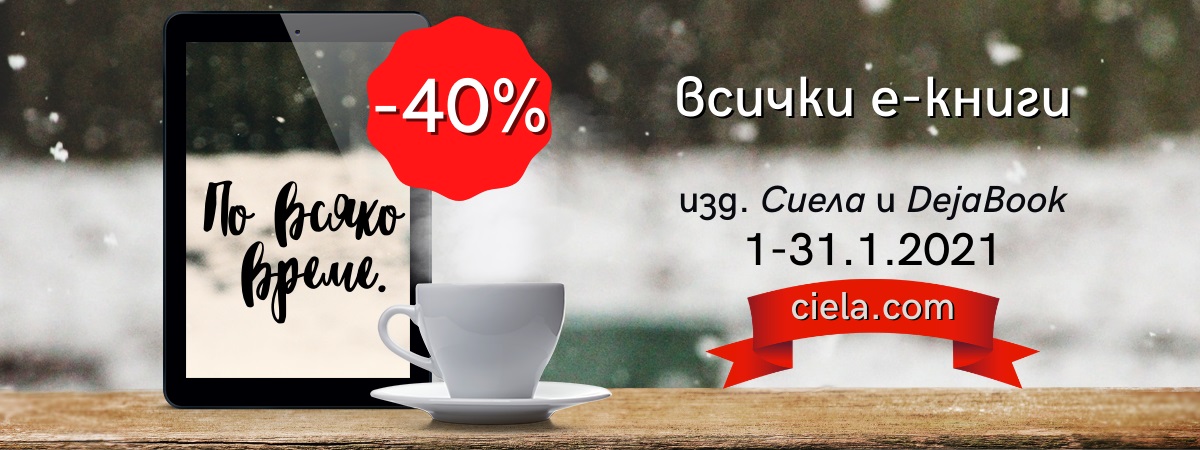 -40%
По всяко
време.
всички е-книги
изд. Сиела и DejaBook
1-31.1.2021
ciela.com